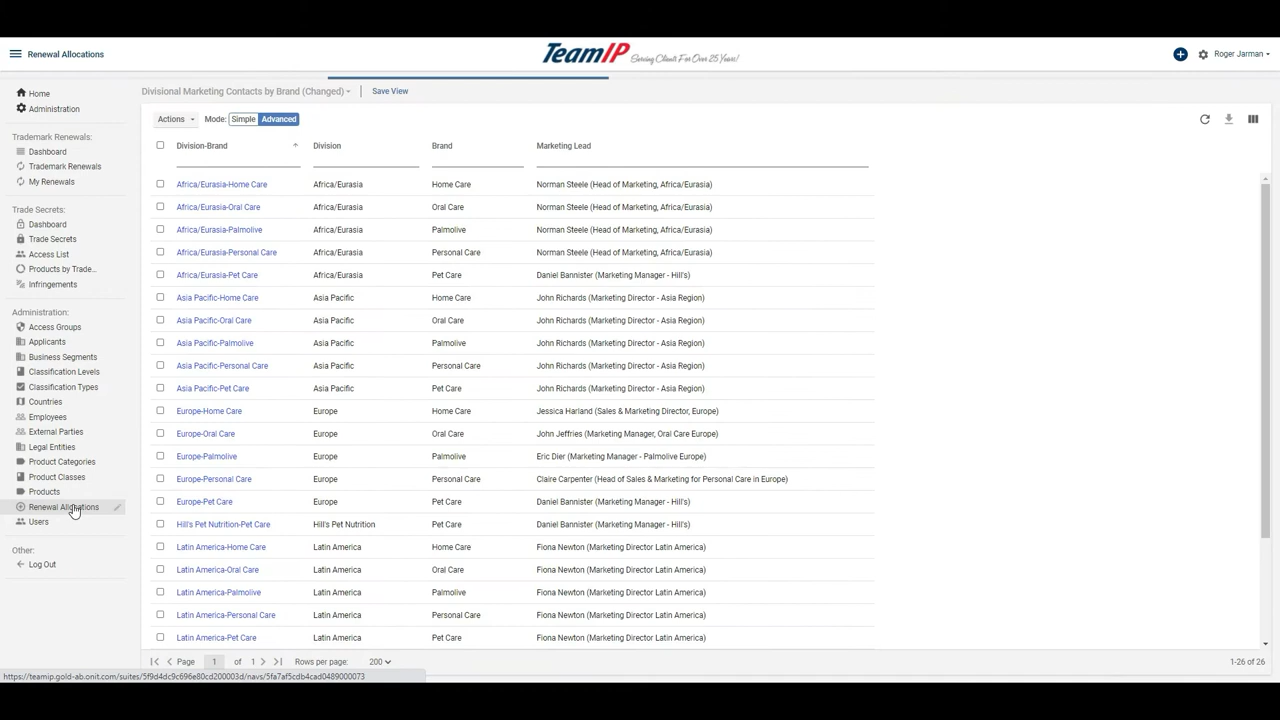 Renewal Allocations
TeamIP Serving Clients For Over 25 Years!
Roger Jarman
Home
Administration
Trademark Renewals:
Dashboard
Trademark Renewals
My Renewals
Trade Secrets:
Dashboard
Trade Secrets
Access List
Products by Trade...
Infringements
Administration:
Access Groups
Applicants
Business Segments
Classification Levels
Classification Types
Countries
Employees
External Parties
Legal Entities
Product Categories
Product Classes
Products
Renewal Allocations
Users
Other:
Log Out
Divisional Marketing Contacts by Brand (Changed) Save View
Actions Mode: Simple Advanced
Division-Brand Division Brand Marketing Lead
Africa/Eurasia-Home Care Africa/Eurasia Home Care Norman Steele (Head of Marketing, Africa/Eurasia)
Africa/Eurasia-Oral Care Africa/Eurasia Oral Care Norman Steele (Head of Marketing, Africa/Eurasia)
Africa/Eurasia-Palmolive Africa/Eurasia Palmolive Norman Steele (Head of Marketing, Africa/Eurasia)
Africa/Eurasia-Personal Care Africa/Eurasia Personal Care Norman Steele (Head of Marketing, Africa/Eurasia)
Africa/Eurasia-Pet Care Africa/Eurasia Pet Care Daniel Bannister (Marketing Manager - Hill's)
Asia Pacific-Home Care Asia Pacific Home Care John Richards (Marketing Director - Asia Region)
Asia Pacific-Oral Care Asia Pacific Oral Care John Richards (Marketing Director - Asia Region)
Asia Pacific-Palmolive Asia Pacific Palmolive John Richards (Marketing Director - Asia Region)
Asia Pacific-Personal Care Asia Pacific Personal Care John Richards (Marketing Director - Asia Region)
Asia Pacific-Pet Care Asia Pacific Pet Care John Richards (Marketing Director - Asia Region)
Europe-Home Care Europe Home Care Jessica Harland (Sales & Marketing Director, Europe)
Europe-Oral Care Europe Oral Care John Jeffries (Marketing Manager, Oral Care Europe)
Europe-Palmolive Europe Palmolive Eric Dier (Marketing Manager - Palmolive Europe)
Europe-Personal Care Europe Personal Care Claire Carpenter (Head of Sales & Marketing for Personal Care in Europe)
Europe-Pet Care Europe Pet Care Daniel Bannister (Marketing Manager - Hill's)
Hill's Pet Nutrition-Pet Care Hill's Pet Nutrition Pet Care Daniel Bannister (Marketing Manager - Hill's)
Latin America-Home Care Latin America Home Care Fiona Newton (Marketing Director Latin America)
Latin America-Oral Care Latin America Oral Care Fiona Newton (Marketing Director Latin America)
Latin America-Palmolive Latin America Palmolive Fiona Newton (Marketing Director Latin America)
Latin America-Personal Care Latin America Personal Care Fiona Newton (Marketing Director Latin America)
Latin America-Pet Care Latin America Pet Care Fiona Newton (Marketing Director Latin America)
Page 1 of 1 Rows per page: 200 1-26 of 26
https://teamip.gold-ab.onit.com/suites/5f9d4dc9c696e80cd200003d/navs/5fa7af5cdb4cad0489000073